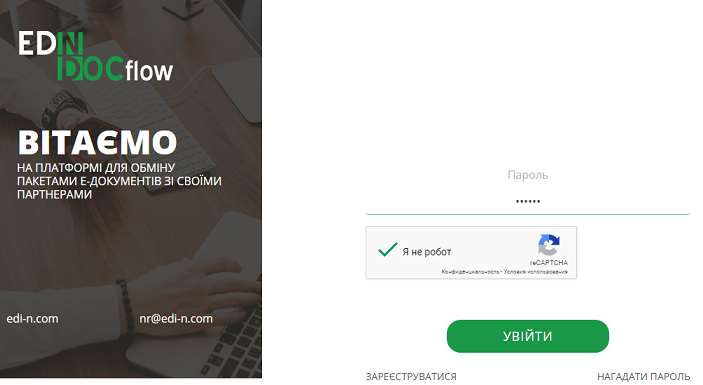 EDIN
DOCflow
ВІТАЄМО
НА ПЛАТФОРМІ ДЛЯ ОБМІНУ
ПАКЕТАМИ Е-ДОКУМЕНТІВ ЗІ СВОЇМИ
ПАРТНЕРАМИ
edi-n.com
nr@edi-n.com
Пароль
••••••
Я не робот
reCAPTCHA
Конфиденциальность - Условия использования
УВІЙТИ
ЗАРЕЄСТРУВАТИСЯ
НАГАДАТИ ПАРОЛЬ